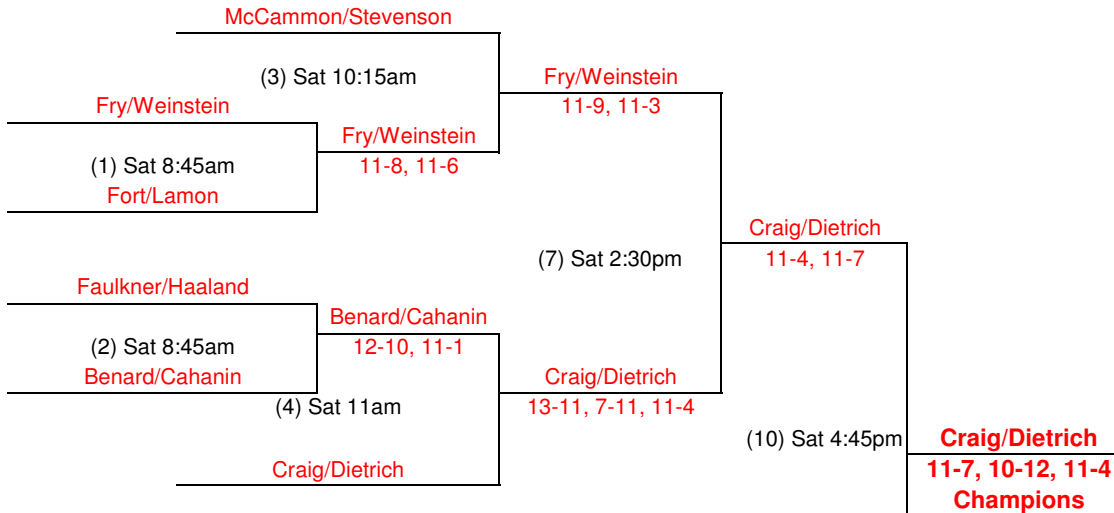 McCammon/Stevenson
(3) Sat 10:15am
Fry/Weinstein
11-9, 11-3
Fry/Weinstein
(1) Sat 8:45am
Fort/Lamon
Fry/Weinstein
11-8, 11-6
Craig/Dietrich
11-4, 11-7
(7) Sat 2:30pm
Faulkner/Haaland
(2) Sat 8:45am
Benard/Cahanin
Benard/Cahanin
12-10, 11-1
(4) Sat 11am
Craig/Dietrich
13-11, 7-11, 11-4
Craig/Dietrich
(10) Sat 4:45pm
Craig/Dietrich
11-7, 10-12, 11-4
Champions